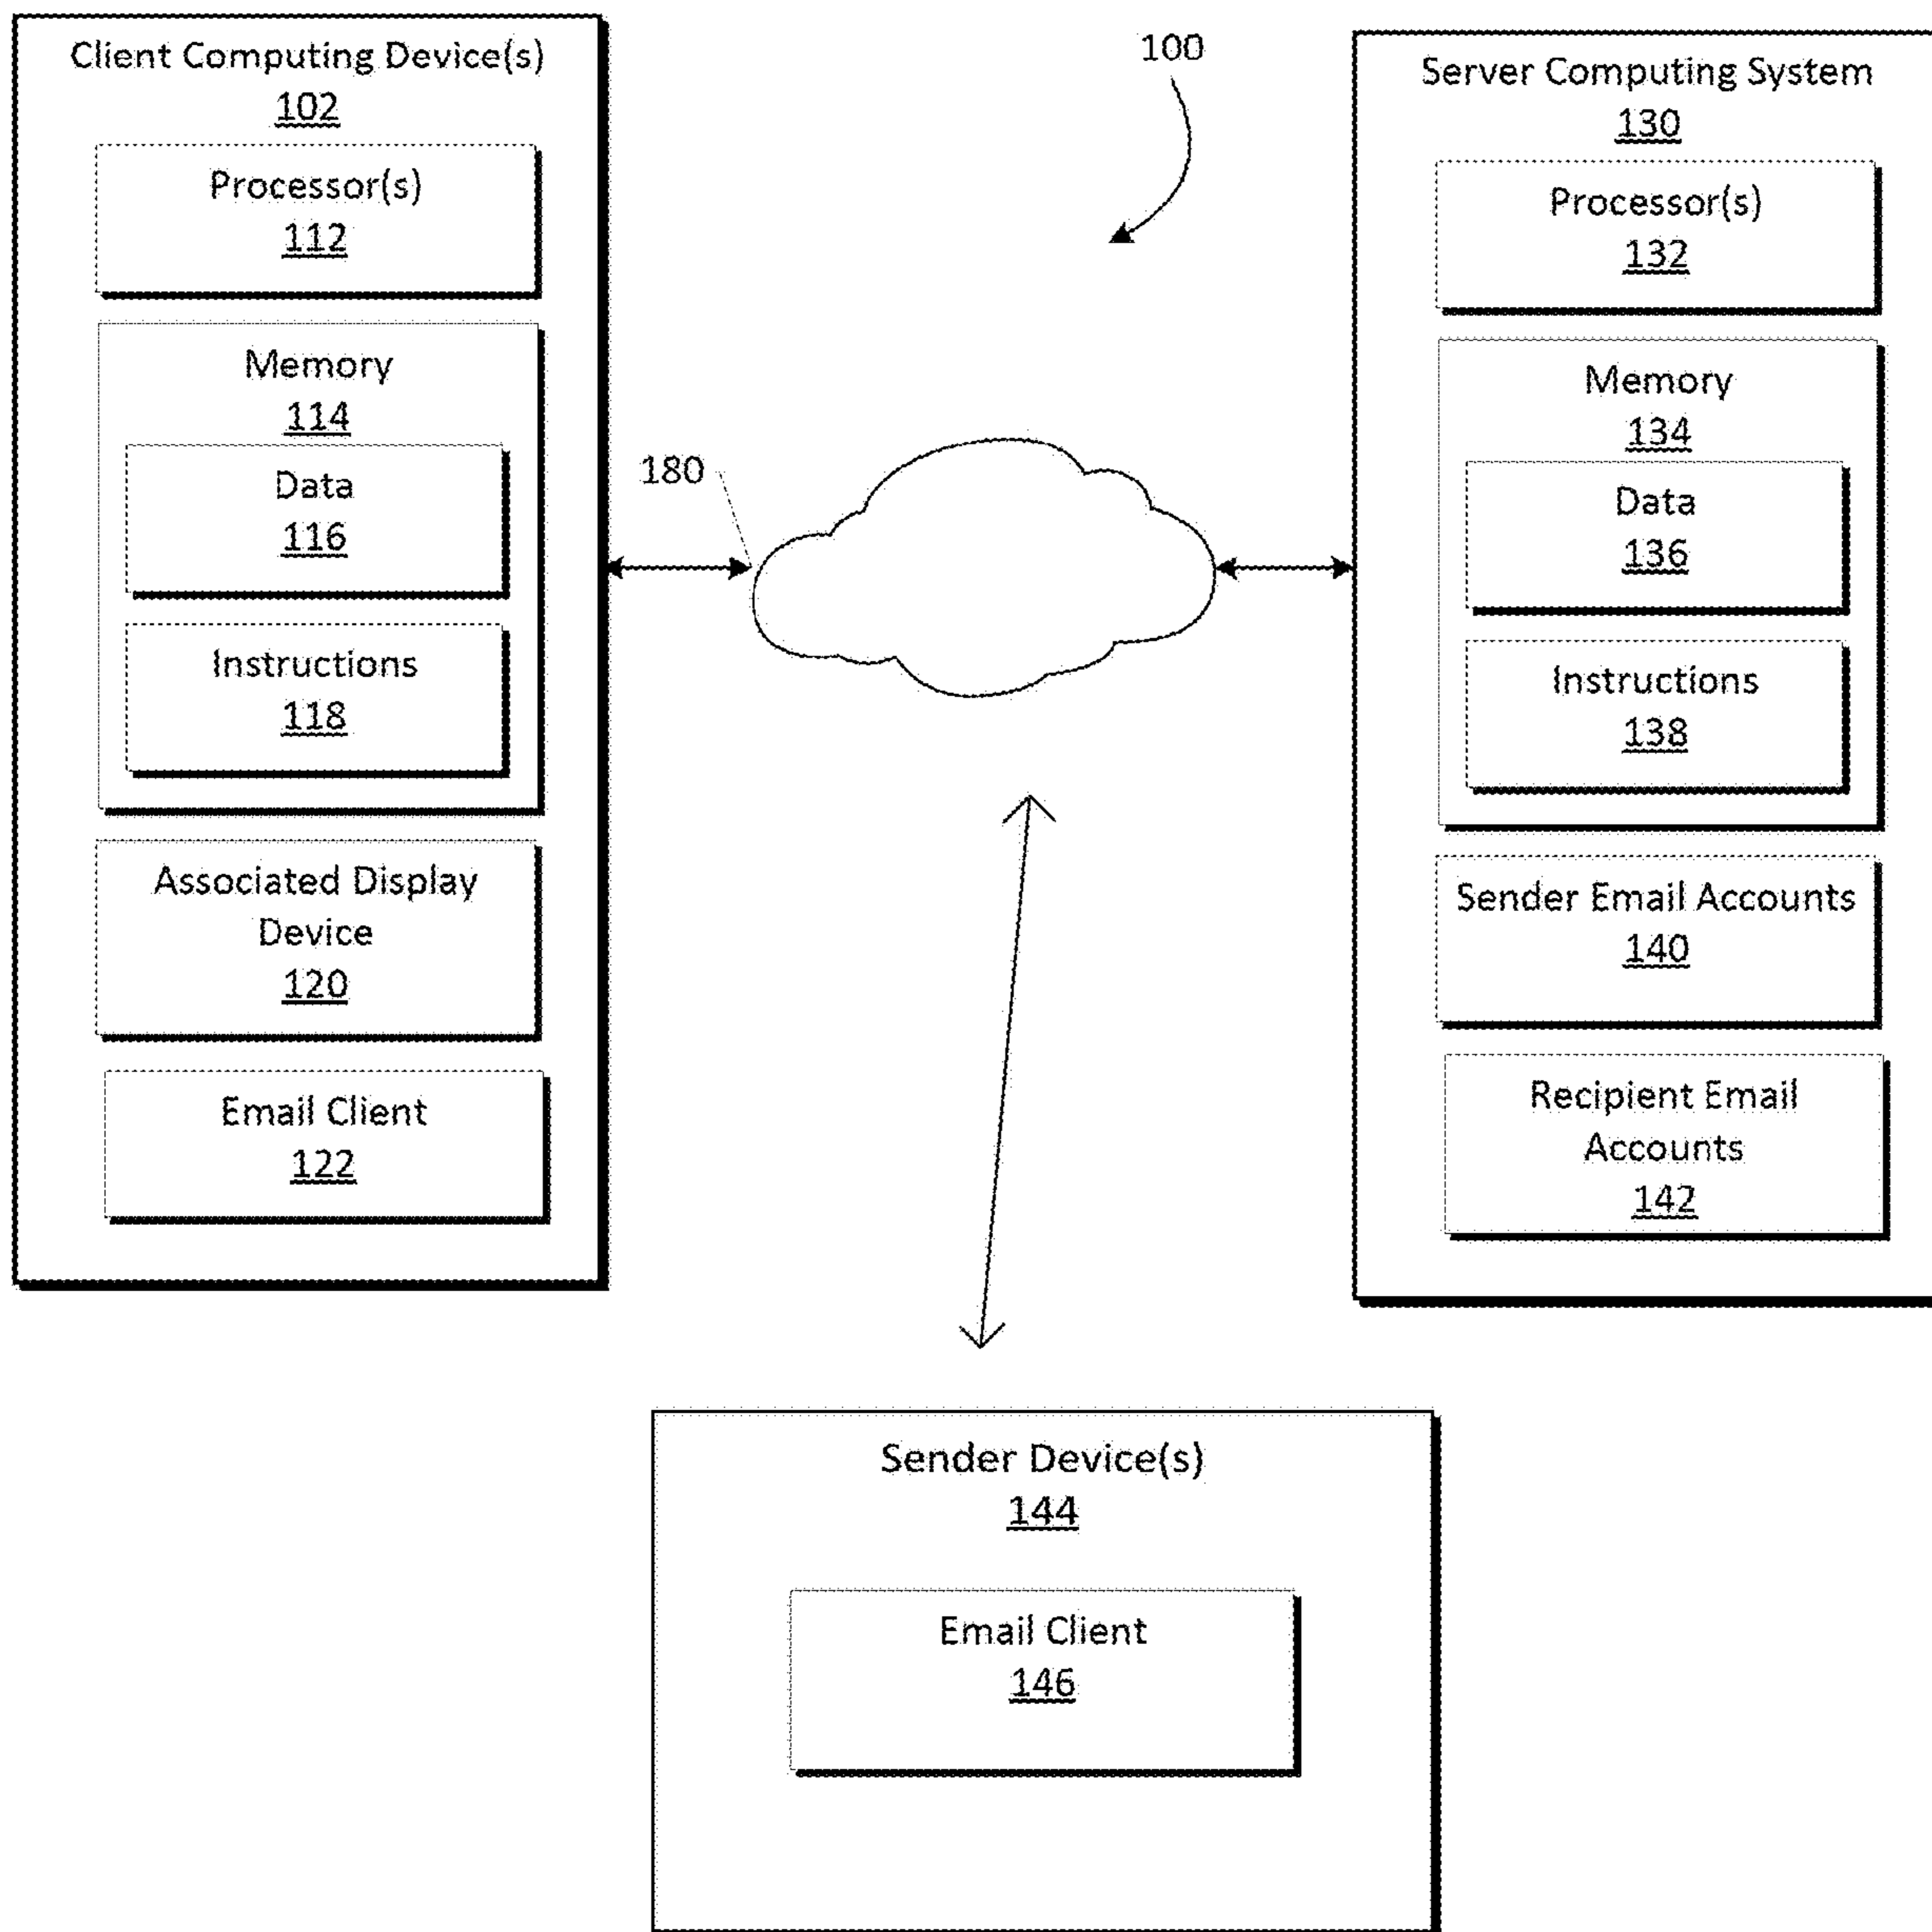 Client Computing Device(s)
102
Processor(s)
112
Memory
114
Data
116
Instructions
118
Associated Display
Device
120
Email Client
122
100
180
Server Computing System
130
Processor(s)
132
Memory
134
Data
136
Instructions
138
Sender Email Accounts
140
Recipient Email
Accounts
142
Sender Device(s)
144
Email Client
146